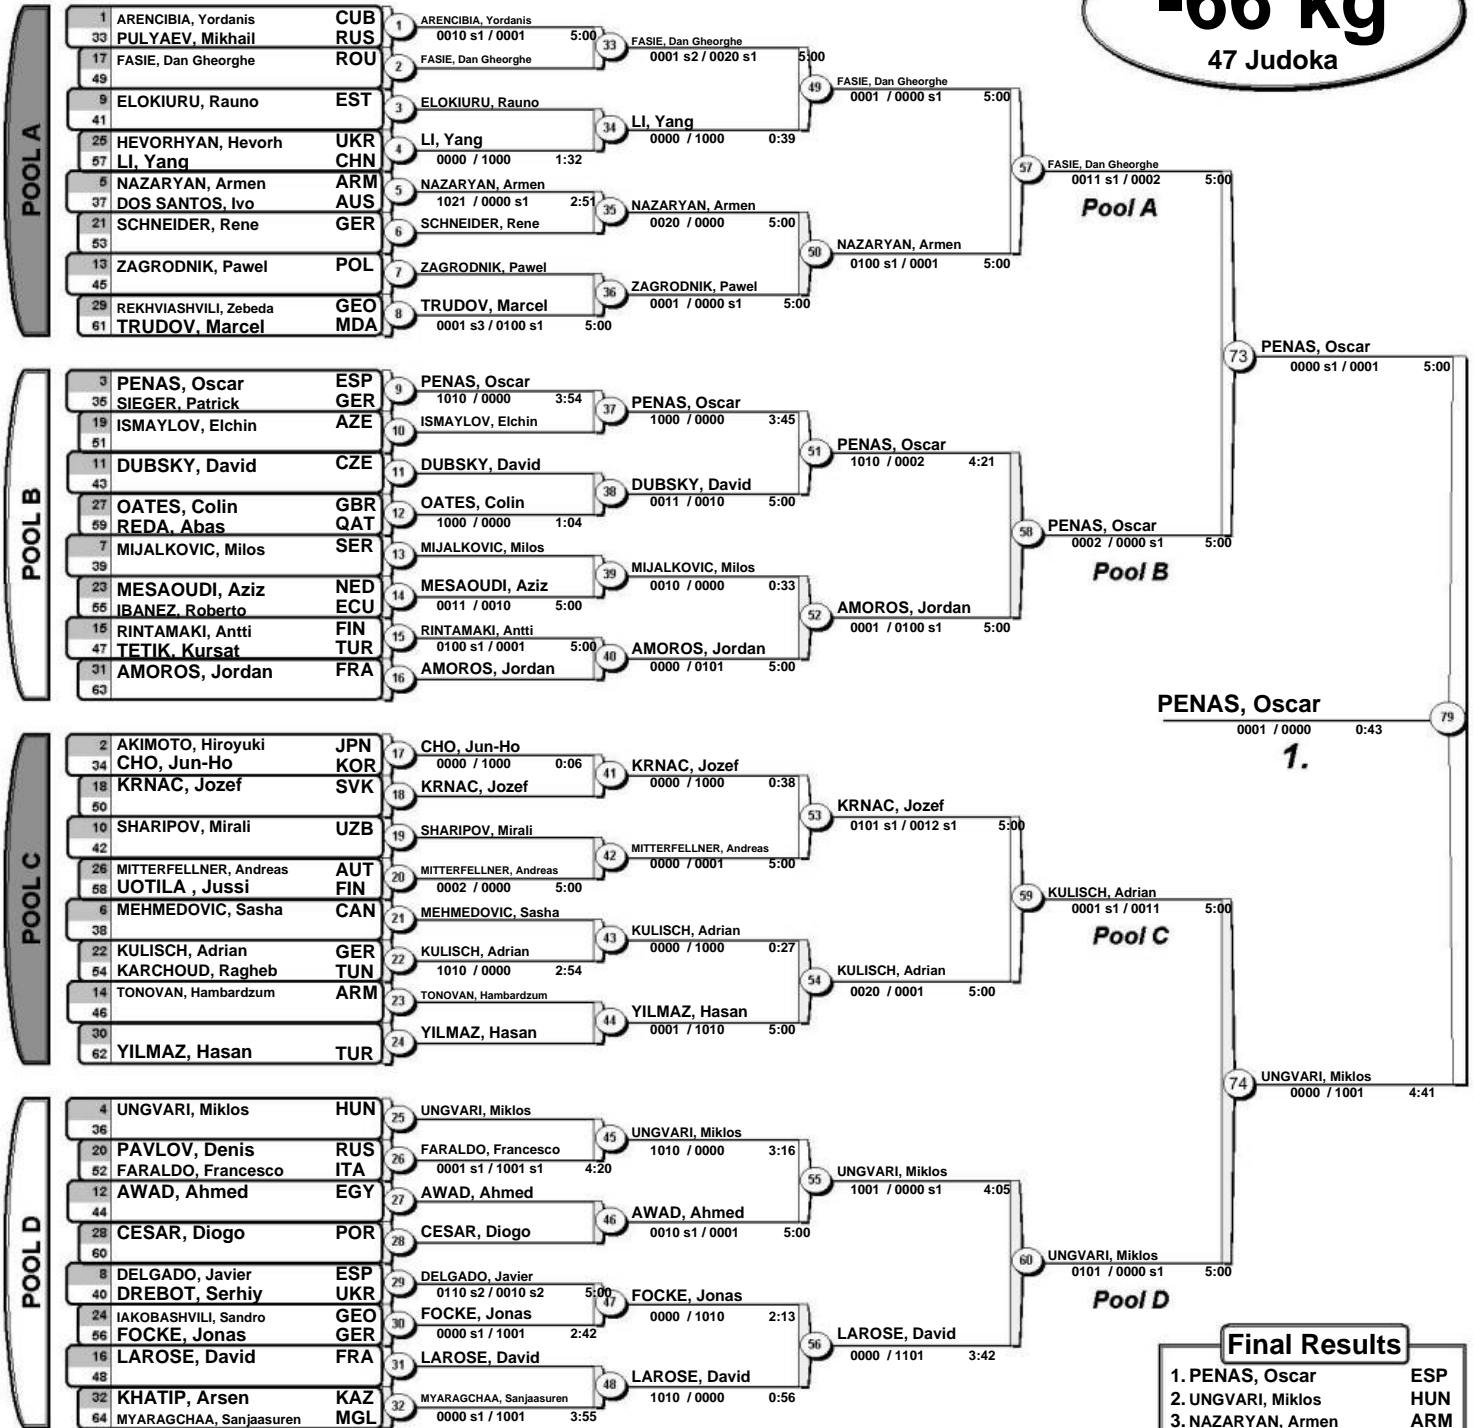 -66 kg
47 Judoka
POOL A
1 ARENCIBIA, Yordanis CUB
33 PULYAEV, Mikhail RUS
17 FASIE, Dan Gheorghe ROU
49
9 ELOKIURU, Rauno EST
41
25 HEVORHYAN, Hevorh UKR
57 LI, Yang CHN
5 NAZARYAN, Armen ARM
37 DOS SANTOS, Ivo AUS
21 SCHNEIDER, Rene GER
53
13 ZAGRODNIK, Pawel POL
45
29 REKHVIASHVILI, Zebeda GEO
61 TRUDOV, Marcel MDA
1 ARENCIBIA, Yordanis
0010 s1 / 0001 5:00
2 FASIE, Dan Gheorghe
3 ELOKIURU, Rauno
4 LI, Yang
0000 / 1000 1:32
5 NAZARYAN, Armen
1021 / 0000 s1 2:51
6 SCHNEIDER, Rene
7 ZAGRODNIK, Pawel
8 TRUDOV, Marcel
0001 s3 / 0100 s1 5:00
33 FASIE, Dan Gheorghe
0001 s2 / 0020 s1 5:00
34 LI, Yang
0000 / 1000 0:39
35 NAZARYAN, Armen
0020 / 0000 5:00
36 ZAGRODNIK, Pawel
0001 / 0000 s1 5:00
49 FASIE, Dan Gheorghe
0001 / 0000 s1 5:00
50 NAZARYAN, Armen
0100 s1 / 0001 5:00
57 FASIE, Dan Gheorghe
0011 s1 / 0002 5:00
Pool A
POOL B
3 PENAS, Oscar ESP
35 SIEGER, Patrick GER
19 ISMAYLOV, Elchin AZE
51
11 DUBSKY, David CZE
43
27 OATES, Colin GBR
59 REDA, Abas QAT
7 MIJALKOVIC, Milos SER
39
23 MESAOUDI, Aziz NED
55 IBANEZ, Roberto ECU
15 RINTAMAKI, Antti FIN
47 TETIK, Kursat TUR
31 AMOROS, Jordan FRA
63
9 PENAS, Oscar
1010 / 0000 3:54
10 ISMAYLOV, Elchin
11 DUBSKY, David
12 OATES, Colin
1000 / 0000 1:04
13 MIJALKOVIC, Milos
14 MESAOUDI, Aziz
0011 / 0010 5:00
15 RINTAMAKI, Antti
0100 s1 / 0001 5:00
16 AMOROS, Jordan
37 PENAS, Oscar
1000 / 0000 3:45
38 DUBSKY, David
0011 / 0010 5:00
39 MIJALKOVIC, Milos
0010 / 0000 0:33
40 AMOROS, Jordan
0000 / 0101 5:00
51 PENAS, Oscar
1010 / 0002 4:21
52 AMOROS, Jordan
0001 / 0100 s1 5:00
58 PENAS, Oscar
0002 / 0000 s1 5:00
Pool B
73 PENAS, Oscar
0000 s1 / 0001 5:00
PENAS, Oscar 79
0001 / 0000 0:43
1.
POOL C
2 AKIMOTO, Hiroyuki JPN
34 CHO, Jun-Ho KOR
18 KRNAC, Jozef SVK
50
10 SHARIPOV, Mirali UZB
42
26 MITTERFELLNER, Andreas AUT
58 UOTILA , Jussi FIN
6 MEHMEDOVIC, Sasha CAN
38
22 KULISCH, Adrian GER
54 KARCHOUD, Ragheb TUN
14 TONOVAN, Hambardzum ARM
46
30
62 YILMAZ, Hasan TUR
17 CHO, Jun-Ho
0000 / 1000 0:06
18 KRNAC, Jozef
19 SHARIPOV, Mirali
20 MITTERFELLNER, Andreas
0002 / 0000 5:00
21 MEHMEDOVIC, Sasha
22 KULISCH, Adrian
1010 / 0000 2:54
23 TONOVAN, Hambardzum
24 YILMAZ, Hasan
41 KRNAC, Jozef
0000 / 1000 0:38
42 MITTERFELLNER, Andreas
0000 / 0001 5:00
43 KULISCH, Adrian
0000 / 1000 0:27
44 YILMAZ, Hasan
0001 / 1010 5:00
53 KRNAC, Jozef
0101 s1 / 0012 s1 5:00
54 KULISCH, Adrian
0020 / 0001 5:00
59 KULISCH, Adrian
0001 s1 / 0011 5:00
Pool C
POOL D
4 UNGVARI, Miklos HUN
36
20 PAVLOV, Denis RUS
52 FARALDO, Francesco ITA
12 AWAD, Ahmed EGY
44
28 CESAR, Diogo POR
60
8 DELGADO, Javier ESP
40 DREBOT, Serhiy UKR
24 IAKOBASHVILI, Sandro GEO
56 FOCKE, Jonas GER
16 LAROSE, David FRA
48
32 KHATIP, Arsen KAZ
64 MYARAGCHAA, Sanjaasuren MGL
25 UNGVARI, Miklos
26 FARALDO, Francesco
0001 s1 / 1001 s1 4:20
27 AWAD, Ahmed
28 CESAR, Diogo
29 DELGADO, Javier
0110 s2 / 0010 s2 5:00
30 FOCKE, Jonas
0000 s1 / 1001 2:42
31 LAROSE, David
32 MYARAGCHAA, Sanjaasuren
0000 s1 / 1001 3:55
45 UNGVARI, Miklos
1010 / 0000 3:16
46 AWAD, Ahmed
0010 s1 / 0001 5:00
47 FOCKE, Jonas
0000 / 1010 2:13
48 LAROSE, David
1010 / 0000 0:56
55 UNGVARI, Miklos
1001 / 0000 s1 4:05
56 LAROSE, David
0000 / 1101 3:42
60 UNGVARI, Miklos
0101 / 0000 s1 5:00
Pool D
74 UNGVARI, Miklos
0000 / 1001 4:41
Final Results
1. PENAS, Oscar ESP
2. UNGVARI, Miklos HUN
3. NAZARYAN, Armen ARM